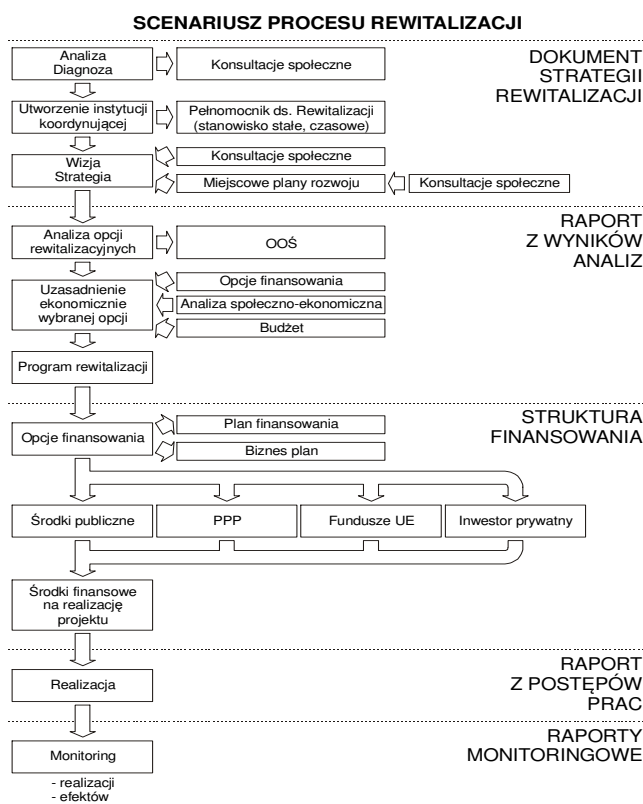 SCENARIUSZ PROCESU REWITALIZACJI
Analiza
Diagnoza
Konsultacje społeczne
DOKUMENT
STRATEGII
REWITALIZACJI
Utworzenie instytucji
koordynującej
Pełnomocnik ds. Rewitalizacji
(stanowisko stałe, czasowe)
Wizja
Strategia
Konsultacje społeczne
Miejscowe plany rozwoju
Konsultacje społeczne
Analiza opcji
rewitalizacyjnych
OOŚ
RAPORT
Z WYNIKÓW
ANALIZ
Uzasadnienie
ekonomicznie
wybranej opcji
Opcje finansowania
Analiza społeczno-ekonomiczna
Budżet
Program rewitalizacji
Opcje finansowania
Plan finansowania
Biznes plan
STRUKTURA
FINANSOWANIA
Środki publiczne
PPP
Fundusze UE
Inwestor prywatny
Środki finansowe
na realizację
projektu
Realizacja
RAPORT
Z POSTĘPÓW
PRAC
Monitoring
- realizacji
- efektów
RAPORTY
MONITORINGOWE